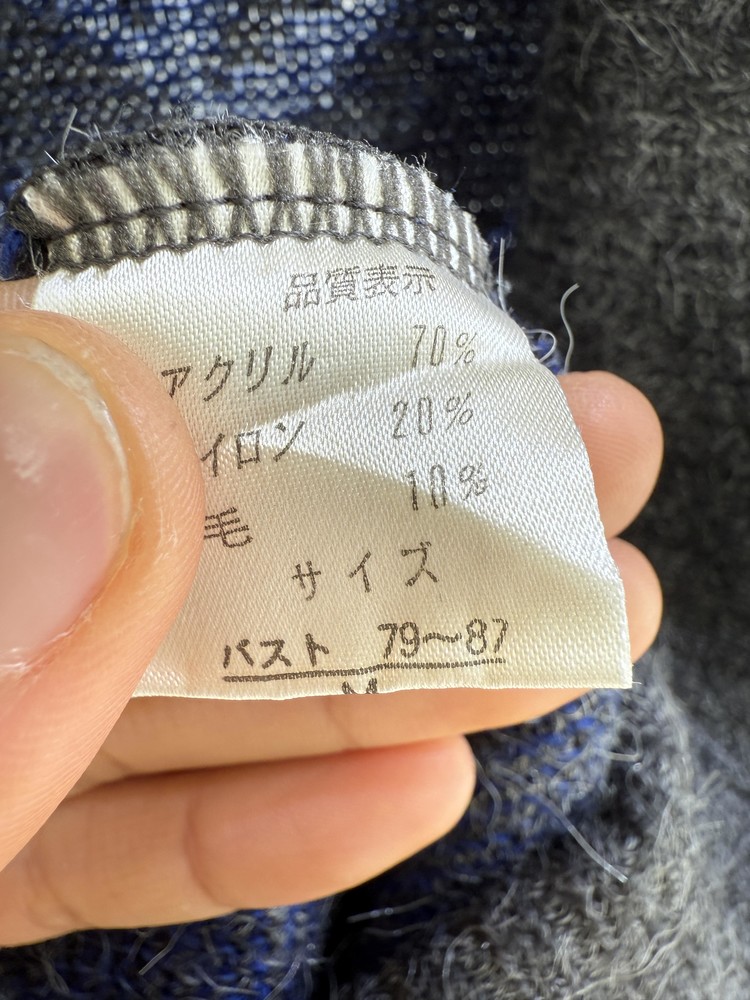 品質表示
アクリル 70%
イロン 20%
毛 10%
サイズ
バスト 79〜87
M